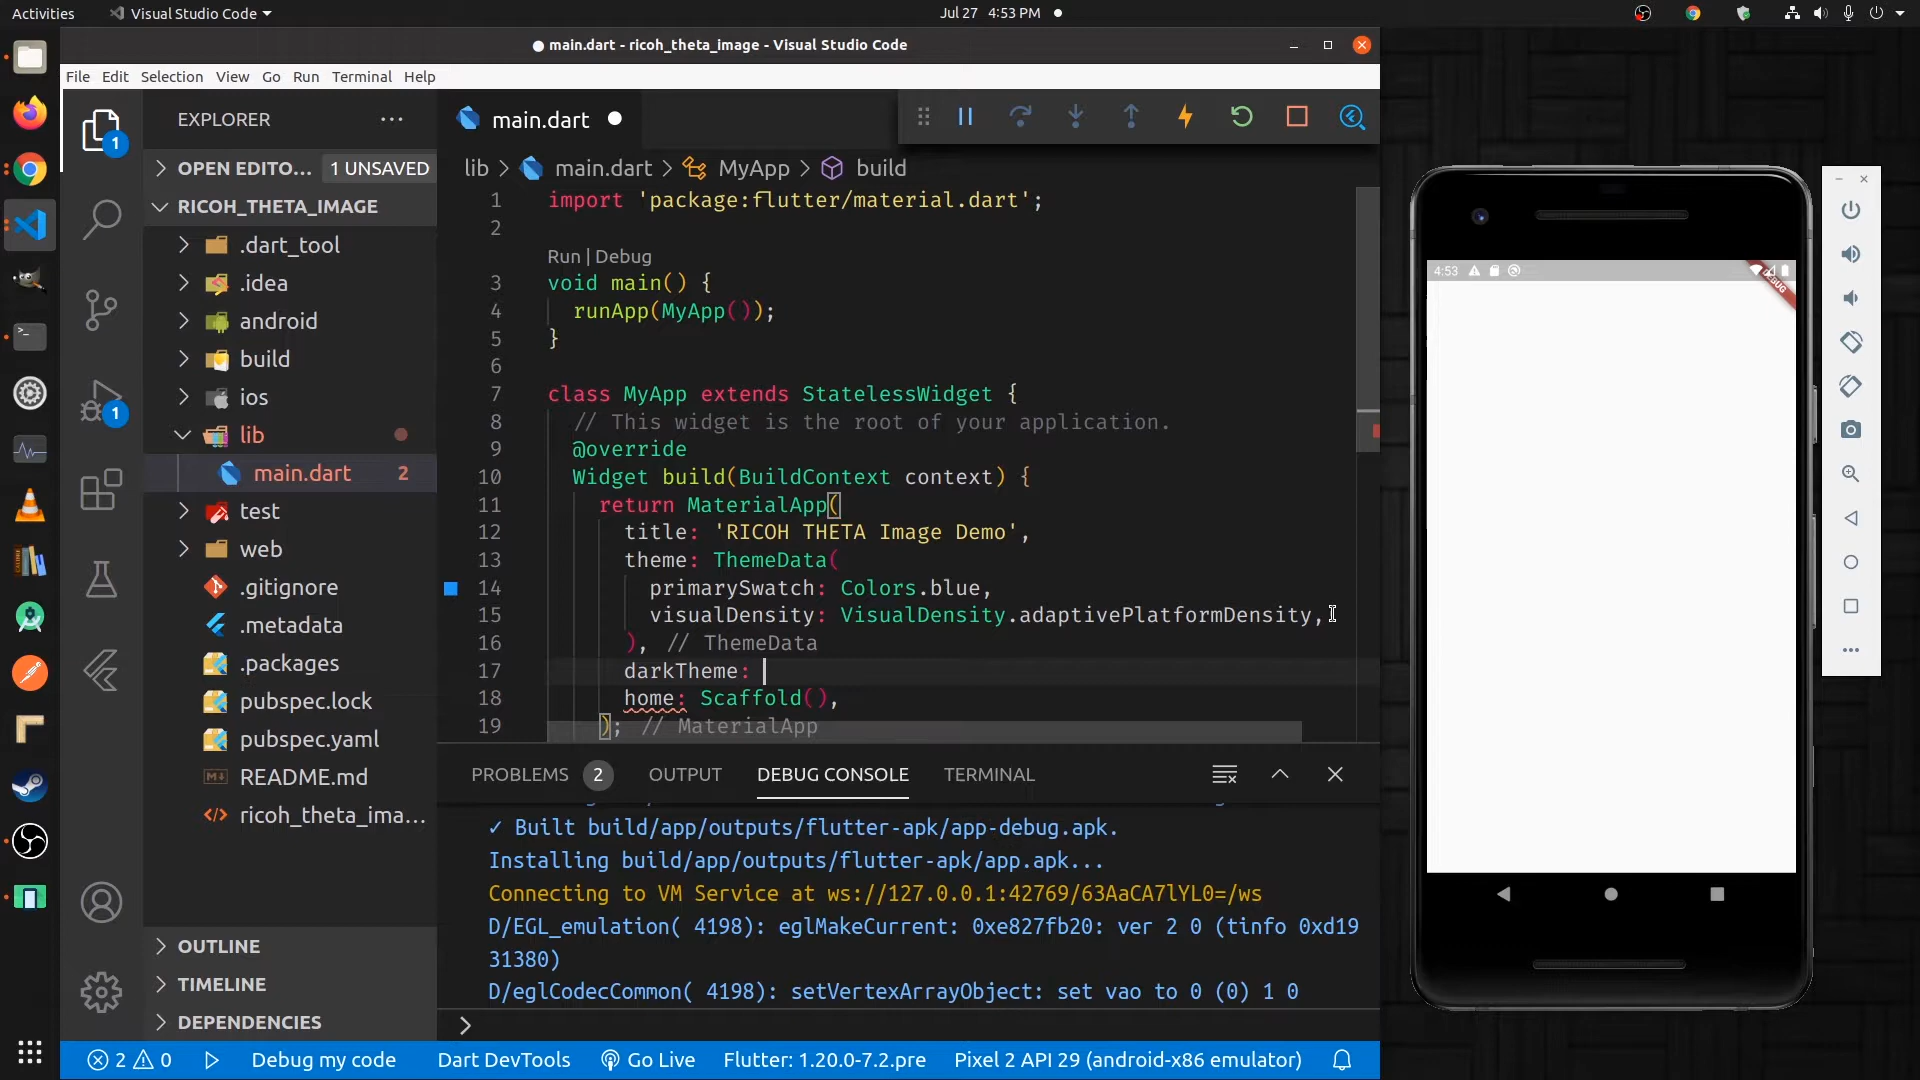 Activities
Visual Studio Code
Jul 27 4:53 PM
main.dart - ricoh_theta_image - Visual Studio Code
File Edit Selection View Go Run Terminal Help
EXPLORER
main.dart
1
OPEN EDITO... 1 UNSAVED
RICOH_THETA_IMAGE
.dart_tool
.idea
android
build
ios
lib
main.dart 2
test
web
.gitignore
.metadata
.packages
pubspec.lock
pubspec.yaml
README.md
ricoh_theta_ima...
OUTLINE
TIMELINE
DEPENDENCIES
1
lib > main.dart > MyApp > build
1 import 'package:flutter/material.dart';
2
Run | Debug
3 void main() {
4 runApp(MyApp());
5 }
6
7 class MyApp extends StatelessWidget {
8 // This widget is the root of your application.
9 @override
10 Widget build(BuildContext context) {
11 return MaterialApp(
12 title: 'RICOH THETA Image Demo',
13 theme: ThemeData(
14 primarySwatch: Colors.blue,
15 visualDensity: VisualDensity.adaptivePlatformDensity,
16 ), // ThemeData
17 darkTheme:
18 home: Scaffold(),
19 ); // MaterialApp
PROBLEMS 2 OUTPUT DEBUG CONSOLE TERMINAL
✓ Built build/app/outputs/flutter-apk/app-debug.apk.
Installing build/app/outputs/flutter-apk/app.apk...
Connecting to VM Service at ws://127.0.0.1:42769/63AaCA7lYL0=/ws
D/EGL_emulation( 4198): eglMakeCurrent: 0xe827fb20: ver 2 0 (tinfo 0xd19
31380)
D/eglCodecCommon( 4198): setVertexArrayObject: set vao to 0 (0) 1 0
>
2 0 Debug my code Dart DevTools Go Live Flutter: 1.20.0-7.2.pre Pixel 2 API 29 (android-x86 emulator)
4:53
DEBUG